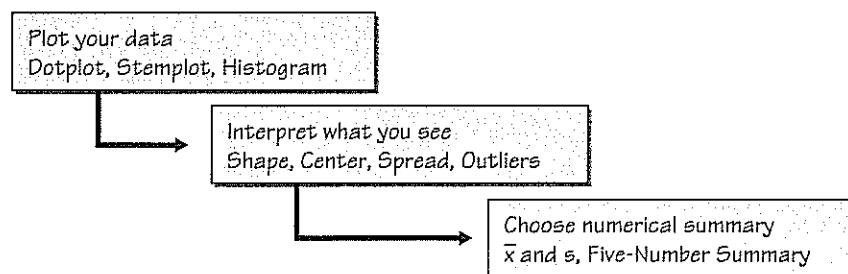 Plot your data
Dotplot, Stemplot, Histogram
Interpret what you see
Shape, Center, Spread, Outliers
Choose numerical summary
x̄ and s, Five-Number Summary